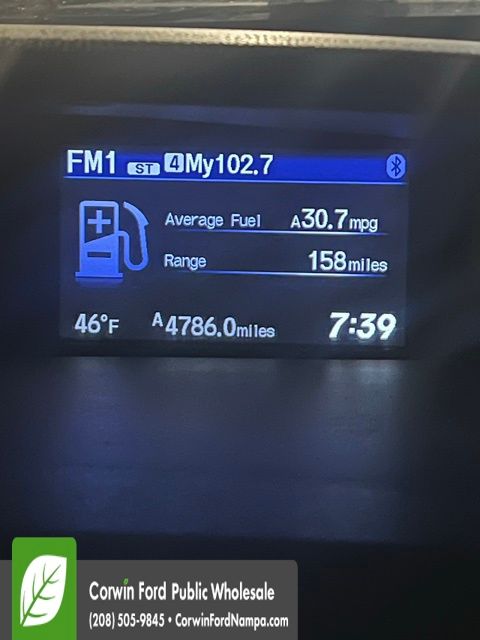 FM1 ST 4 My102.7
Average Fuel A30.7mpg
Range 158miles
46°F A4786.0miles 7:39
Corwin Ford Public Wholesale
(208) 505-9845 • CorwinFordNampa.com